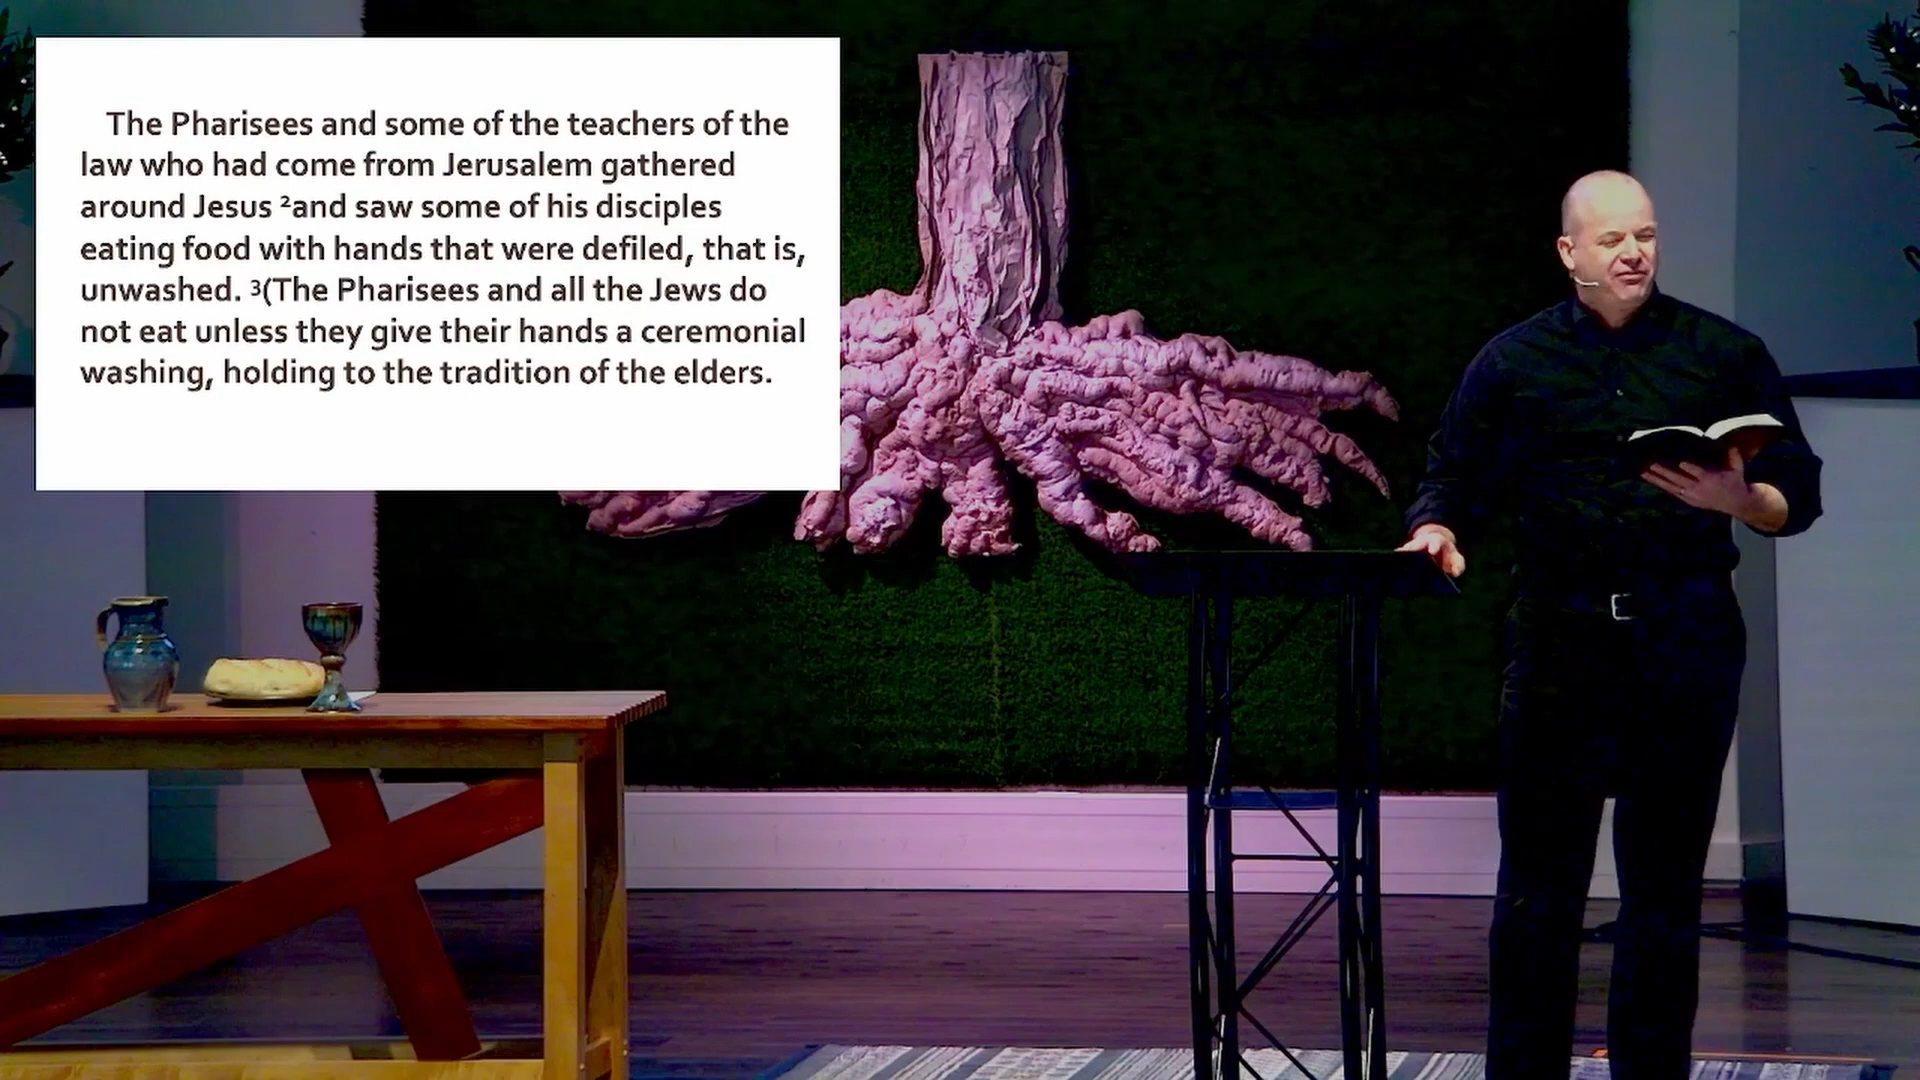 The Pharisees and some of the teachers of the
law who had come from Jerusalem gathered
around Jesus ²and saw some of his disciples
eating food with hands that were defiled, that is,
unwashed. ³(The Pharisees and all the Jews do
not eat unless they give their hands a ceremonial
washing, holding to the tradition of the elders.